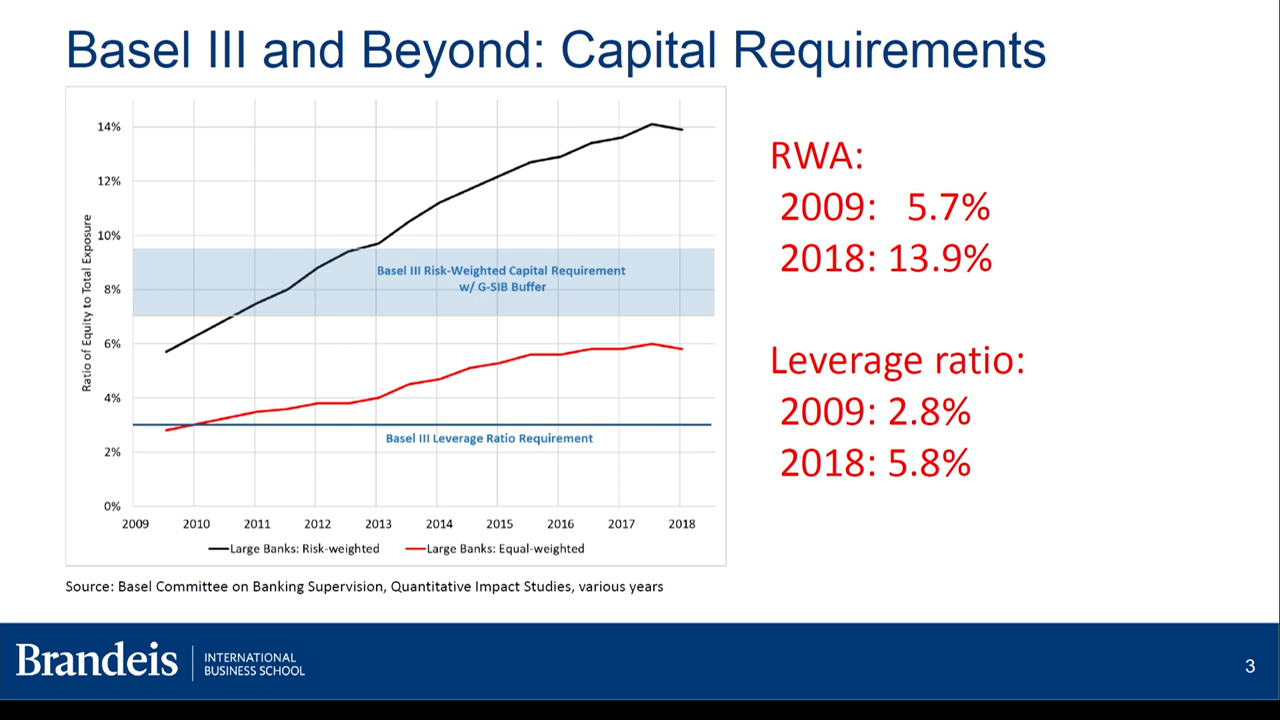 Basel III and Beyond: Capital Requirements
Ratio of Equity to Total Exposure
14%
12%
10%
8%
6%
4%
2%
0%
Basel III Risk-Weighted Capital Requirement
w/ G-SIB Buffer
Basel III Leverage Ratio Requirement
2009 2010 2011 2012 2013 2014 2015 2016 2017 2018
Large Banks: Risk-weighted Large Banks: Equal-weighted
RWA:
2009: 5.7%
2018: 13.9%
Leverage ratio:
2009: 2.8%
2018: 5.8%
Source: Basel Committee on Banking Supervision, Quantitative Impact Studies, various years
Brandeis
INTERNATIONAL
BUSINESS SCHOOL
3